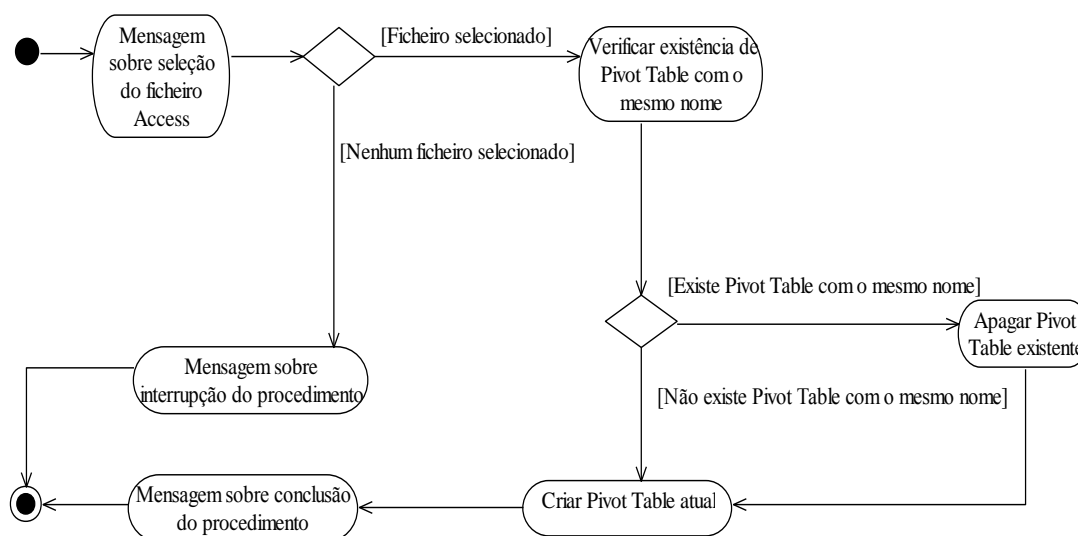 Mensagem
sobre seleção
do ficheiro
Access
[Ficheiro selecionado]
Verificar existência de
Pivot Table com o
mesmo nome
[Nenhum ficheiro selecionado]
[Existe Pivot Table com o mesmo nome]
Apagar Pivot
Table existente
[Não existe Pivot Table com o mesmo nome]
Mensagem sobre
interrupção do procedimento
Criar Pivot Table atual
Mensagem sobre conclusão
do procedimento